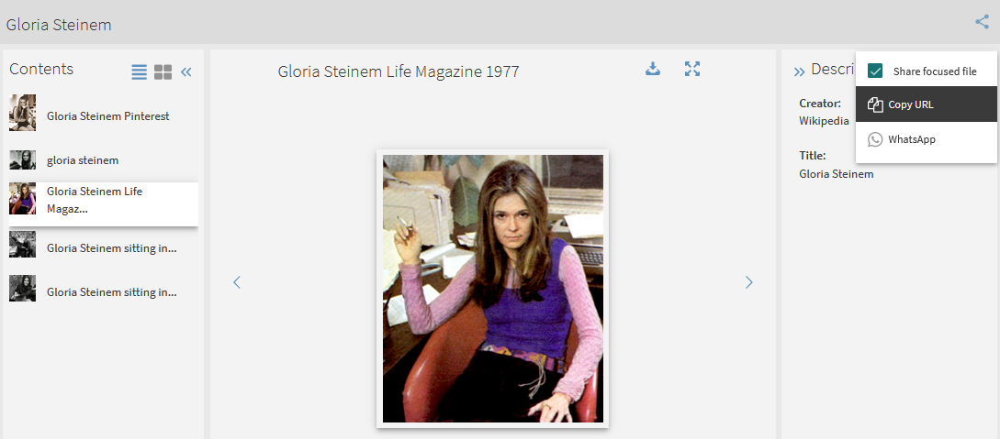 Gloria Steinem
Contents
Gloria Steinem Pinterest
gloria steinem
Gloria Steinem Life
Magaz...
Gloria Steinem sitting in...
Gloria Steinem sitting in...
Gloria Steinem Life Magazine 1977
Descri
Creator:
Wikipedia
Title:
Gloria Steinem
Share focused file
Copy URL
WhatsApp